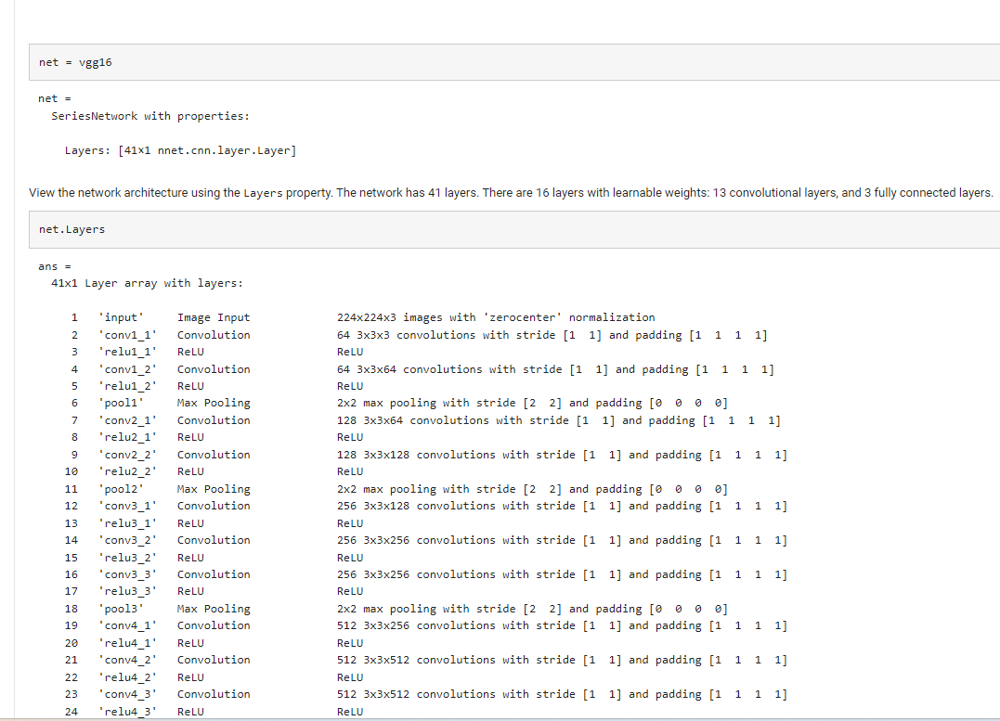 net = vgg16
net =
SeriesNetwork with properties:
Layers: [41×1 nnet.cnn.layer.Layer]
View the network architecture using the Layers property. The network has 41 layers. There are 16 layers with learnable weights: 13 convolutional layers, and 3 fully connected layers.
net.Layers
ans =
41x1 Layer array with layers:
1 'input' Image Input 224x224x3 images with 'zerocenter' normalization
2 'conv1_1' Convolution 64 3x3x3 convolutions with stride [1 1] and padding [1 1 1 1]
3 'relu1_1' ReLU ReLU
4 'conv1_2' Convolution 64 3x3x64 convolutions with stride [1 1] and padding [1 1 1 1]
5 'relu1_2' ReLU ReLU
6 'pool1' Max Pooling 2x2 max pooling with stride [2 2] and padding [0 0 0 0]
7 'conv2_1' Convolution 128 3x3x64 convolutions with stride [1 1] and padding [1 1 1 1]
8 'relu2_1' ReLU ReLU
9 'conv2_2' Convolution 128 3x3x128 convolutions with stride [1 1] and padding [1 1 1 1]
10 'relu2_2' ReLU ReLU
11 'pool2' Max Pooling 2x2 max pooling with stride [2 2] and padding [0 0 0 0]
12 'conv3_1' Convolution 256 3x3x128 convolutions with stride [1 1] and padding [1 1 1 1]
13 'relu3_1' ReLU ReLU
14 'conv3_2' Convolution 256 3x3x256 convolutions with stride [1 1] and padding [1 1 1 1]
15 'relu3_2' ReLU ReLU
16 'conv3_3' Convolution 256 3x3x256 convolutions with stride [1 1] and padding [1 1 1 1]
17 'relu3_3' ReLU ReLU
18 'pool3' Max Pooling 2x2 max pooling with stride [2 2] and padding [0 0 0 0]
19 'conv4_1' Convolution 512 3x3x256 convolutions with stride [1 1] and padding [1 1 1 1]
20 'relu4_1' ReLU ReLU
21 'conv4_2' Convolution 512 3x3x512 convolutions with stride [1 1] and padding [1 1 1 1]
22 'relu4_2' ReLU ReLU
23 'conv4_3' Convolution 512 3x3x512 convolutions with stride [1 1] and padding [1 1 1 1]
24 'relu4_3' ReLU ReLU